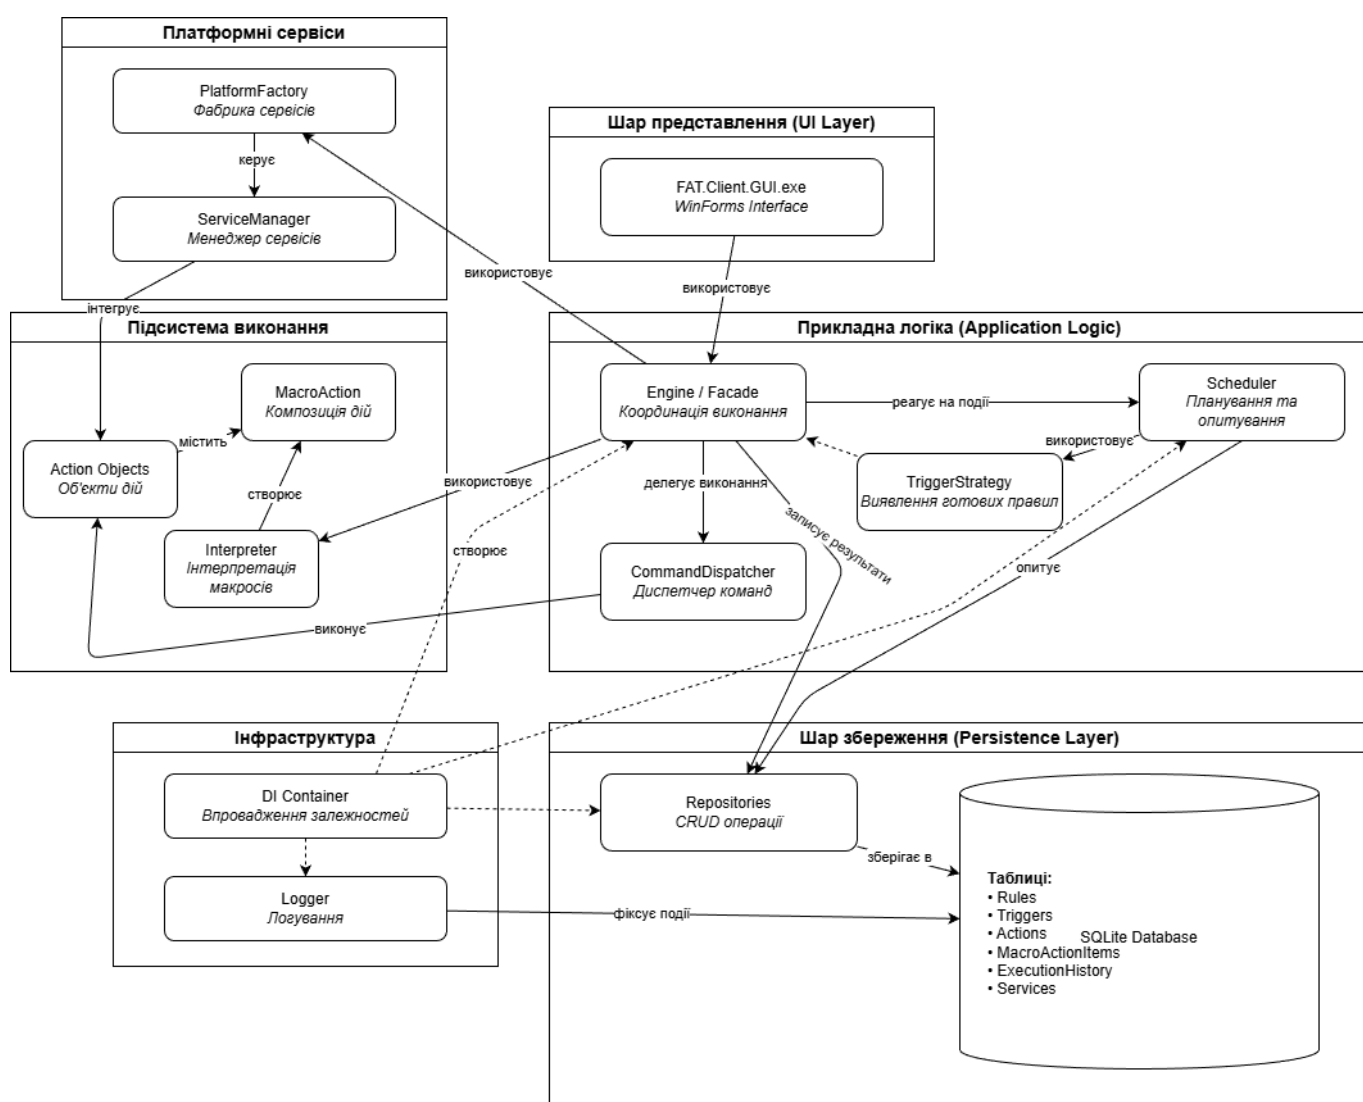 Платформні сервіси
PlatformFactory
Фабрика сервісів
керує
ServiceManager
Менеджер сервісів
інтегрує
Шар представлення (UI Layer)
FAT.Client.GUI.exe
WinForms Interface
використовує
використовує
Підсистема виконання
MacroAction
Композиція дій
містить
Action Objects
Об'єкти дій
створює
Interpreter
Інтерпретація
макросів
використовує
створює
виконує
Прикладна логіка (Application Logic)
Engine / Facade
Координація виконання
реагує на події
Scheduler
Планування та
опитування
використовує
TriggerStrategy
Виявлення готових правил
делегує виконання
записує результати
CommandDispatcher
Диспетчер команд
опитує
Інфраструктура
DI Container
Впровадження залежностей
Logger
Логування
фіксує події
Шар збереження (Persistence Layer)
Repositories
CRUD операції
зберігає в
Таблиці:
• Rules
• Triggers
• Actions
SQLite Database
• MacroActionItems
• ExecutionHistory
• Services